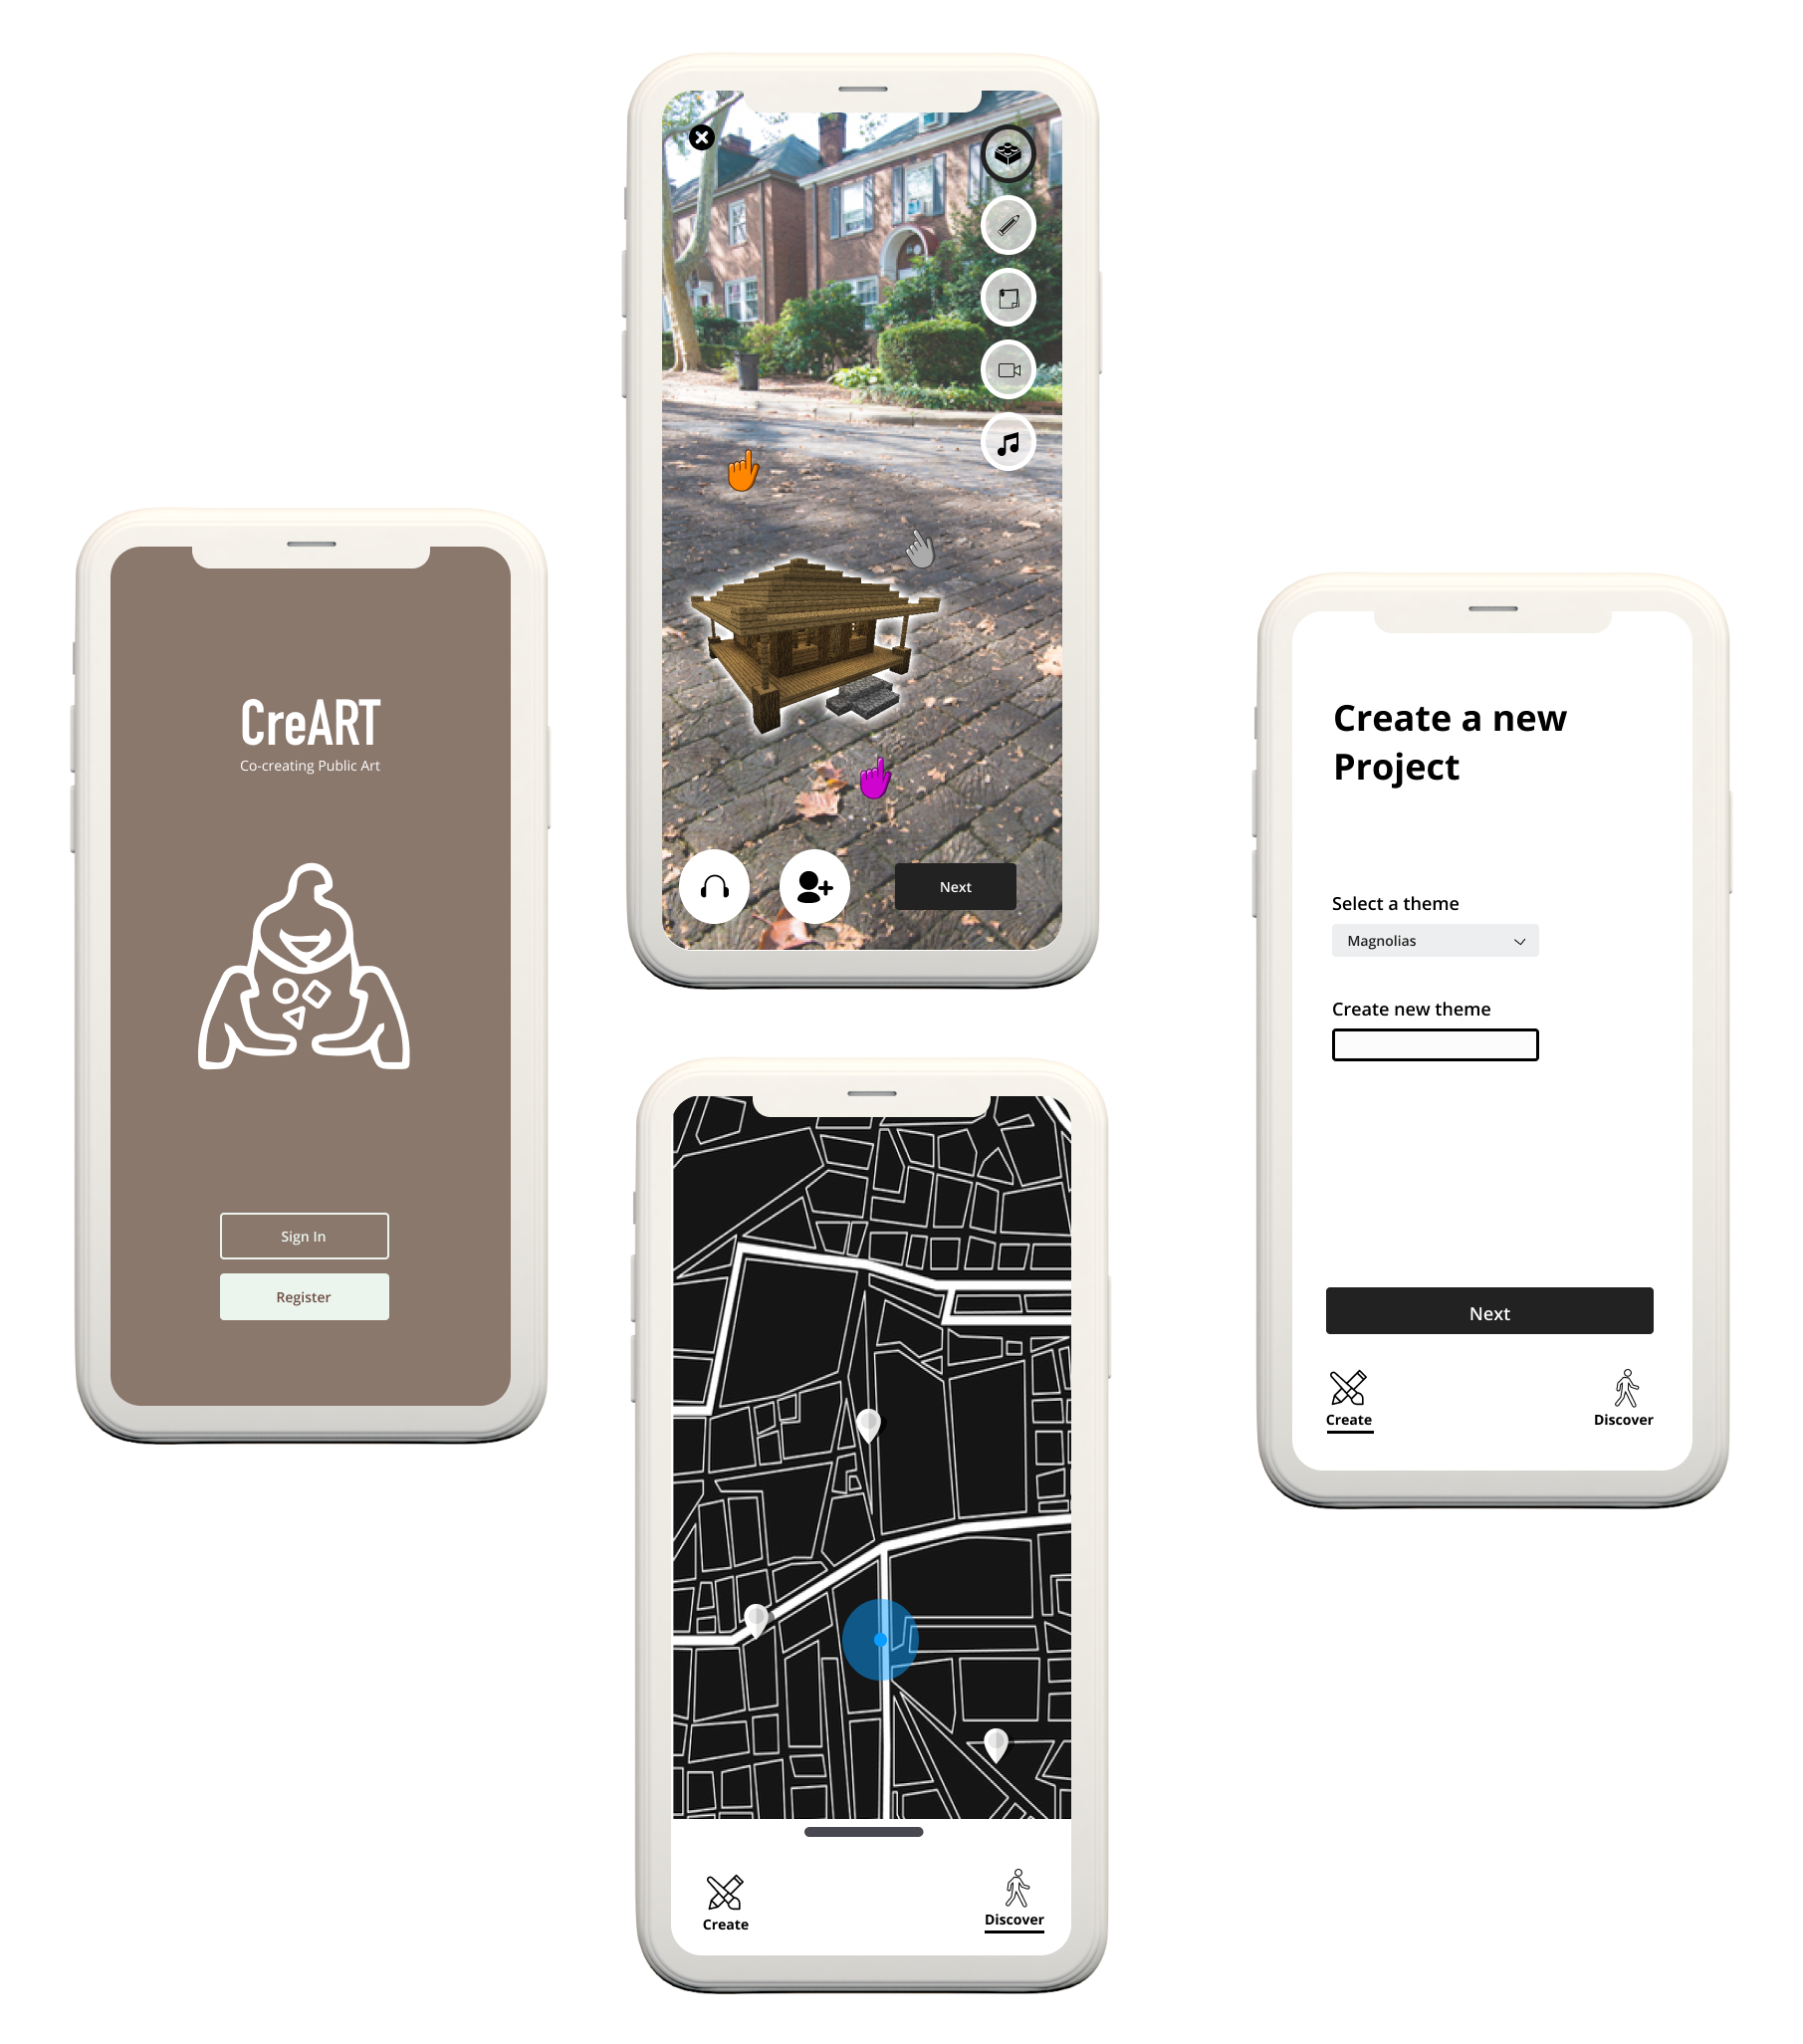 CreART
Co-creating Public Art
Sign In
Register
Next
Create
Discover
Create a new
Project
Select a theme
Magnolias
Create new theme
Next
Create
Discover